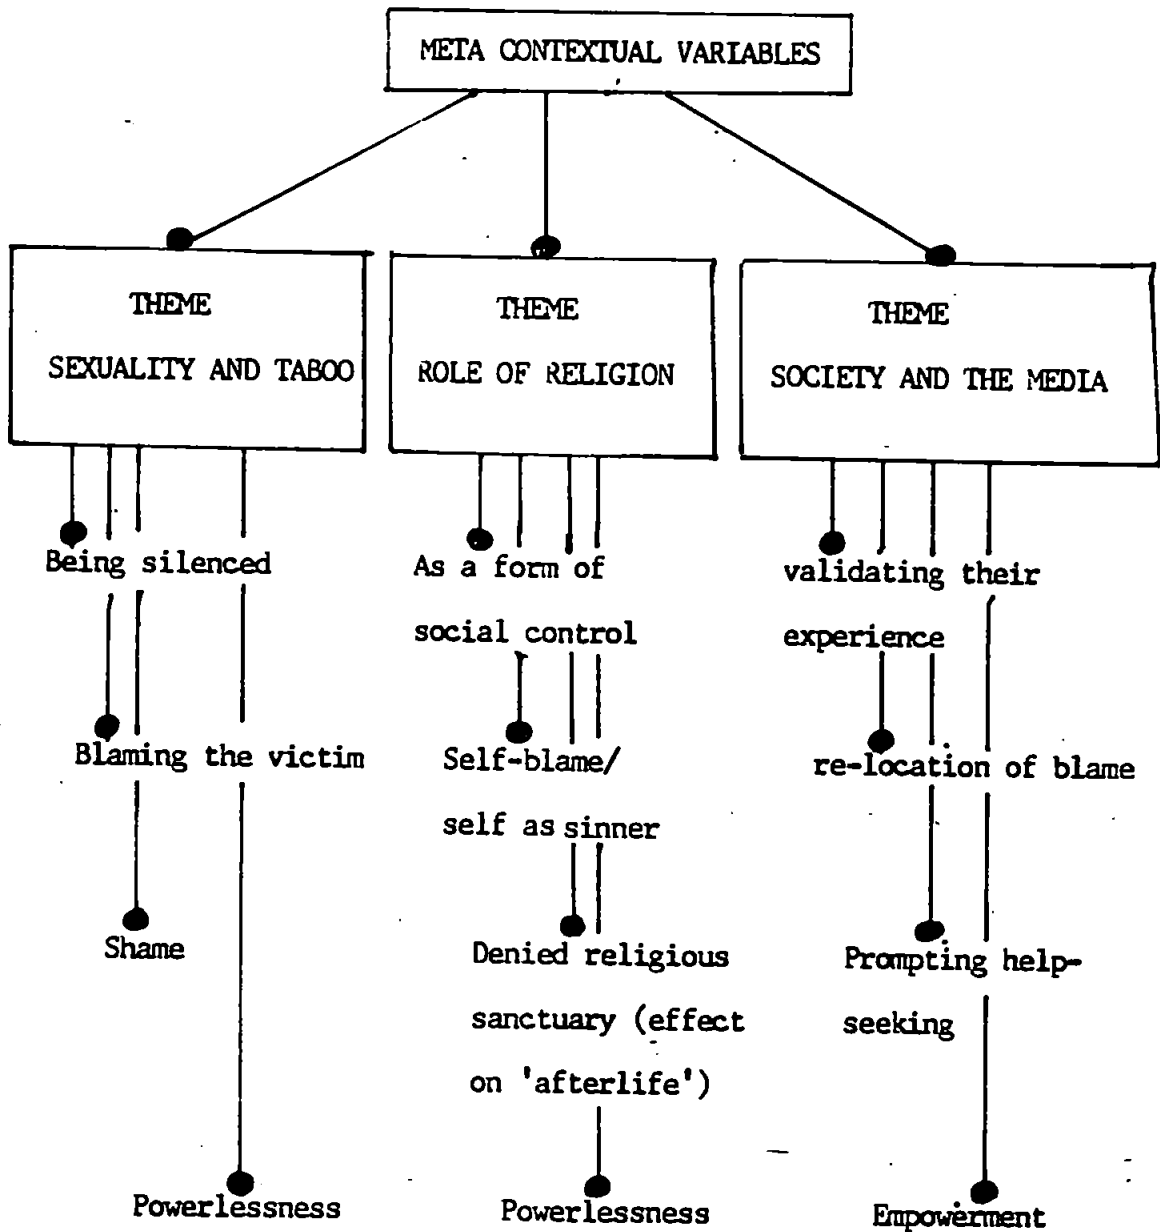 META CONTEXTUAL VARIABLES
THEME
SEXUALITY AND TABOO
Being silenced
Blaming the victim
Shame
Powerlessness
THEME
ROLE OF RELIGION
As a form of
social control
Self-blame/
self as sinner
Denied religious
sanctuary (effect
on 'afterlife')
Powerlessness
THEME
SOCIETY AND THE MEDIA
validating their
experience
re-location of blame
Prompting help-
seeking
Empowerment